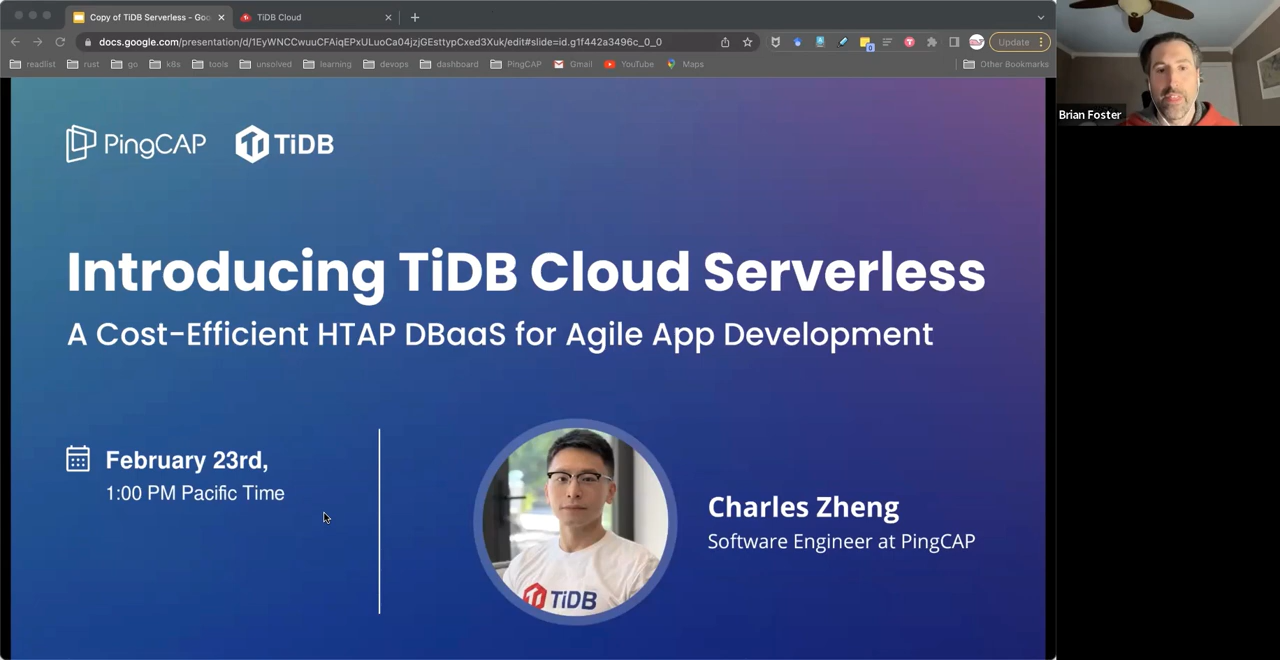 Copy of TiDB Serverless - Goo
TiDB Cloud
docs.google.com/presentation/d/1EyWNCCwuuCFAiqEPxULuoCa04jzjGEsttypCxed3Xuk/edit#slide=id.g1f442a3496c_0_0
0
Update
readlist rust go k8s tools unsolved learning devops dashboard PingCAP Gmail YouTube Maps Other Bookmarks
Brian Foster
PingCAP TiDB
Introducing TiDB Cloud Serverless
A Cost-Efficient HTAP DBaaS for Agile App Development
February 23rd,
1:00 PM Pacific Time
Charles Zheng
Software Engineer at PingCAP
TiDB